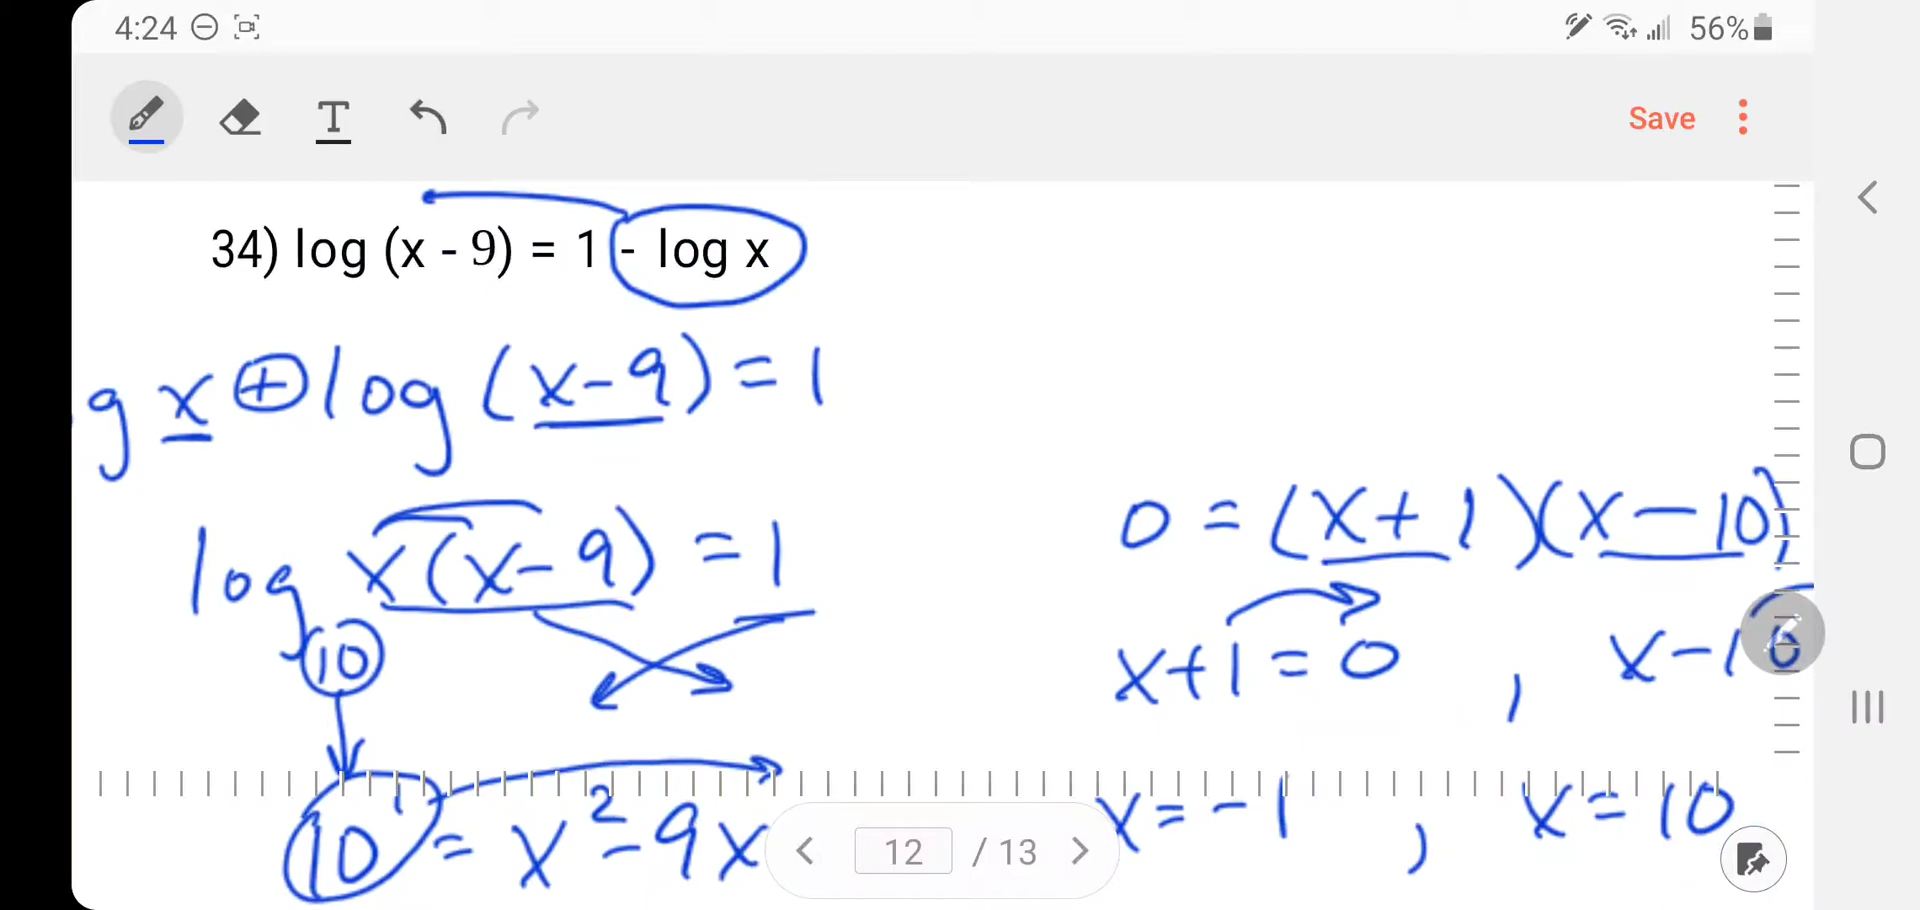 4:24 56%
T Save
34) log (x - 9) = 1 - log x
g x + log (x-9) = 1
log x(x-9) = 1
10
10¹ = x²-9x
0 = (x+1)(x-10)
x+1=0 , x-10
x=-1 , x=10
12 / 13